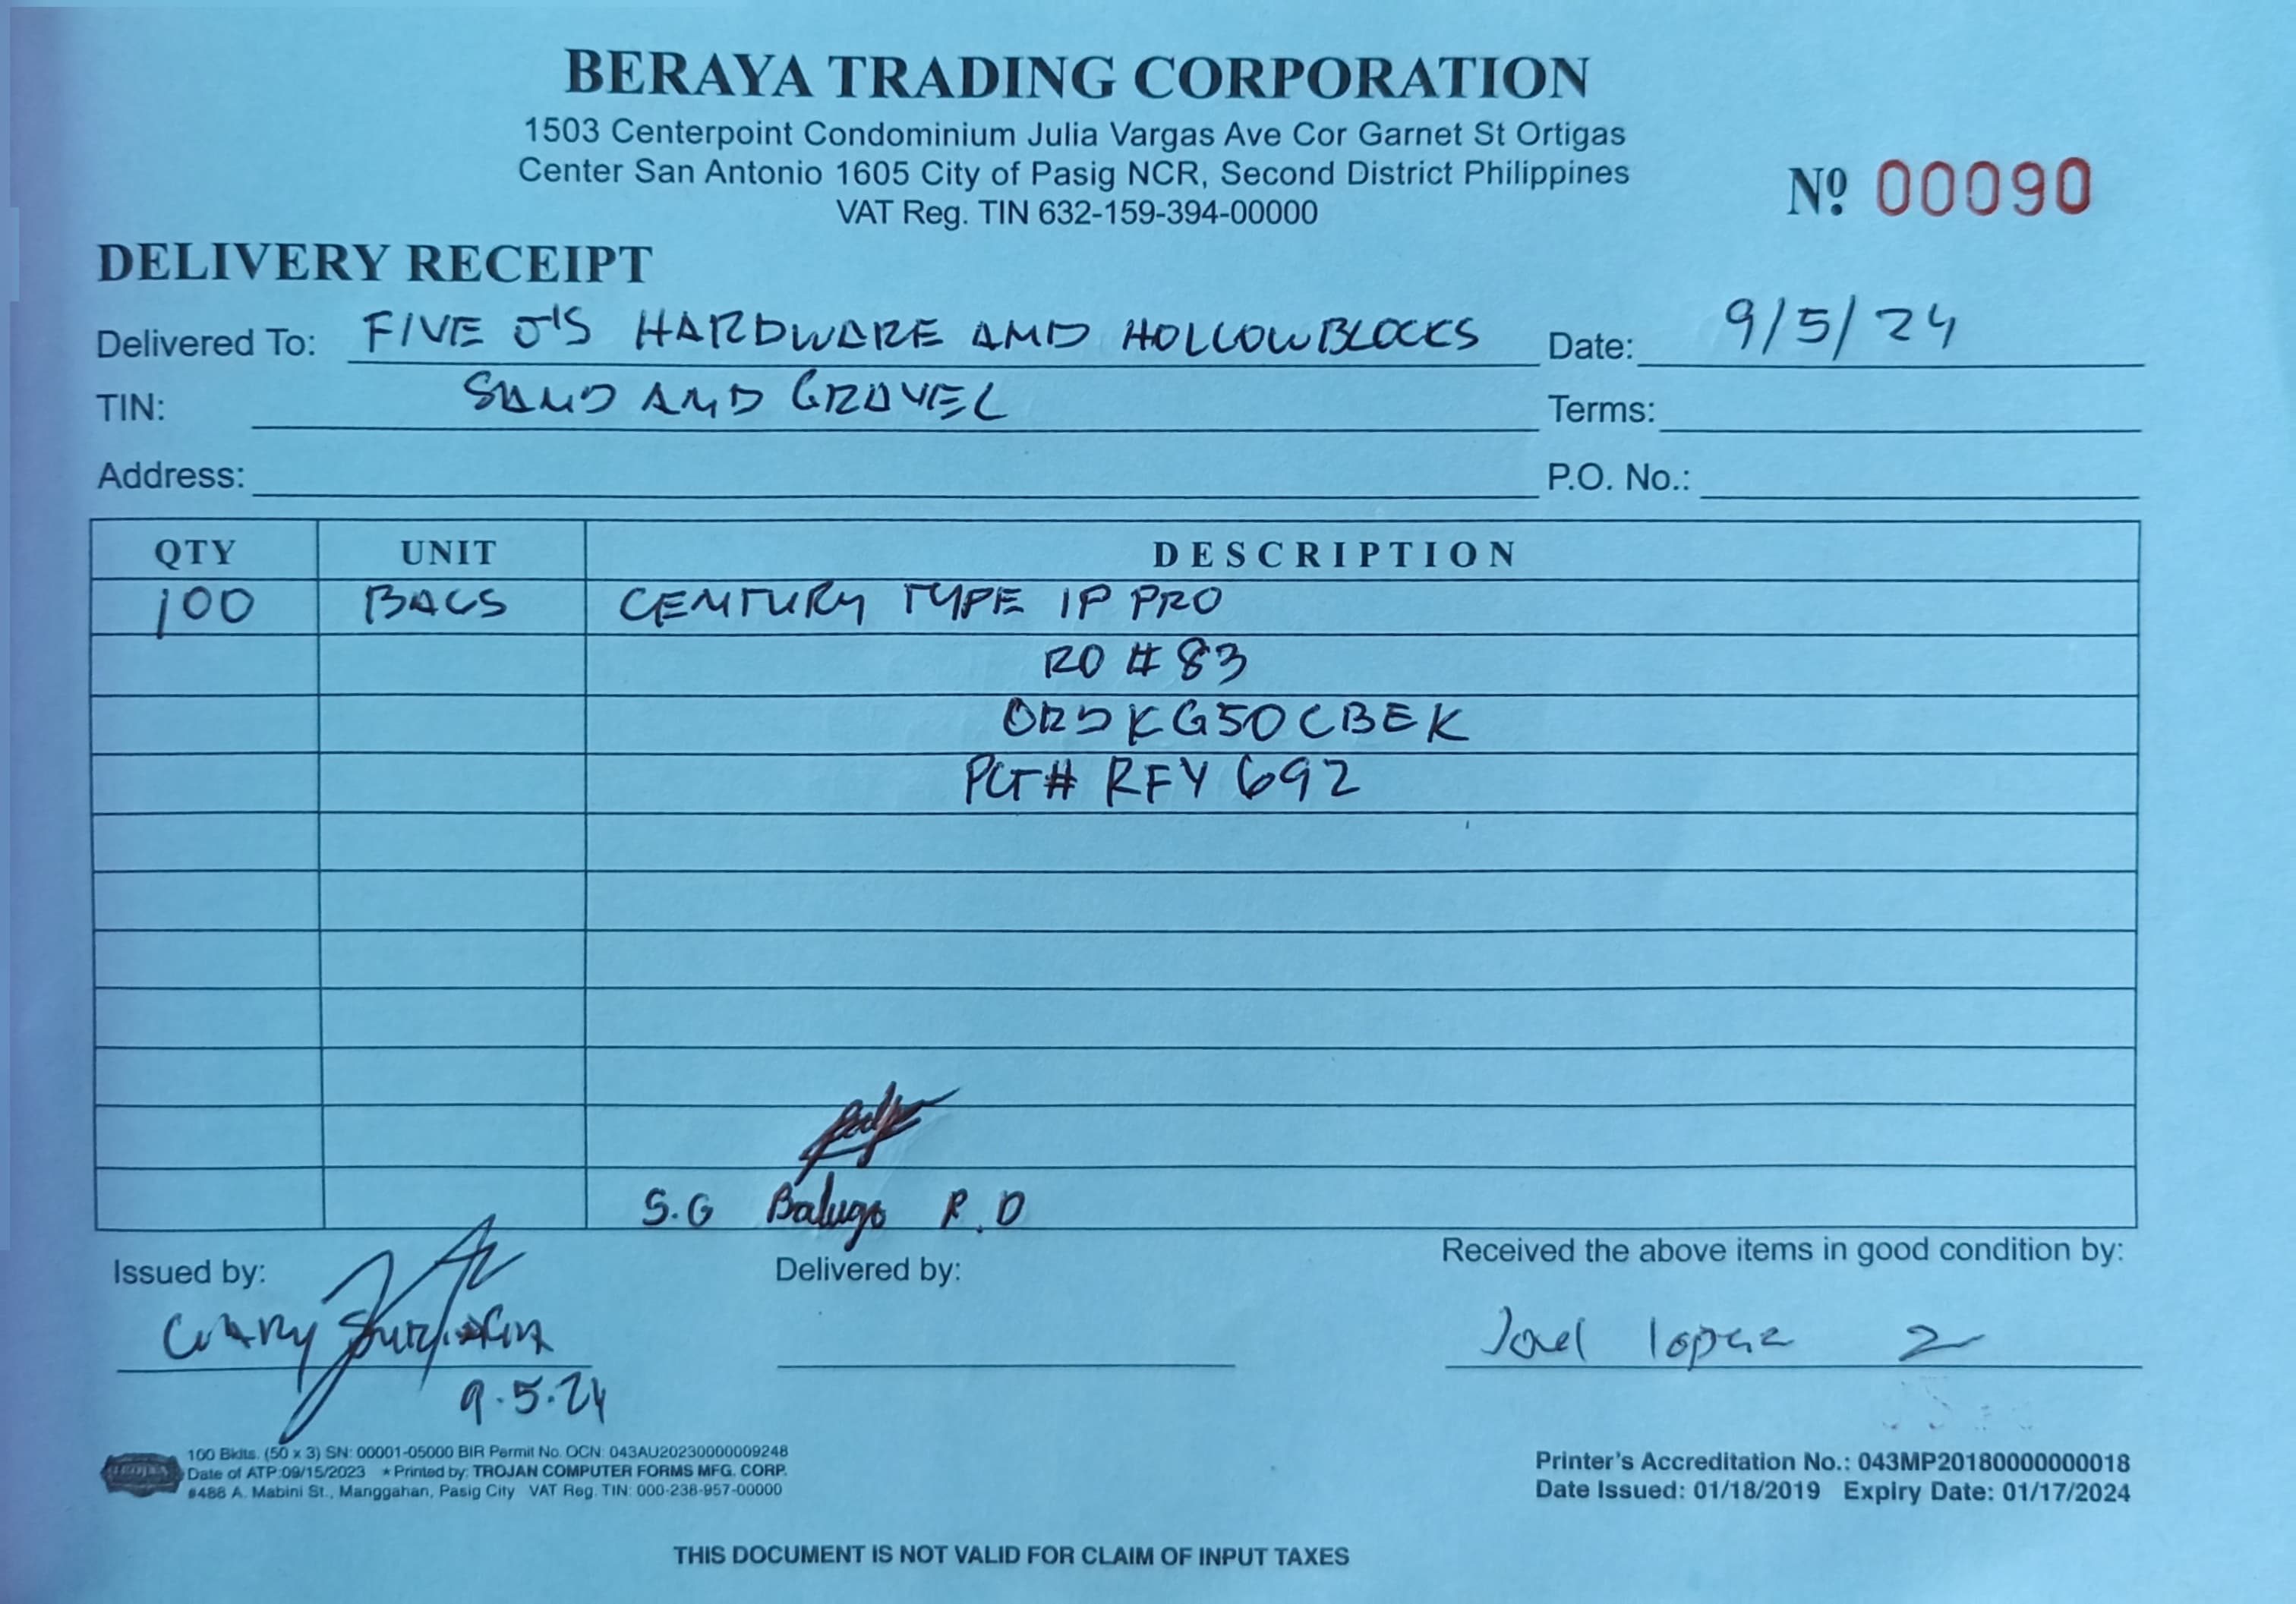 BERAYA TRADING CORPORATION
1503 Centerpoint Condominium Julia Vargas Ave Cor Garnet St Ortigas
Center San Antonio 1605 City of Pasig NCR, Second District Philippines
VAT Reg. TIN 632-159-394-00000
Nº 00090
DELIVERY RECEIPT
Delivered To: FIVE J'S HARDWARE AND HOLLOWBLOCKS Date: 9/5/24
TIN: SAND AND GRAVEL Terms:
Address: P.O. No.:
QTY UNIT DESCRIPTION
100 BAGS CENTURY TYPE IP PRO
RO # 83
ORDKG50CBEK
PLT# RFY 692
S.G Balugo R.D
Issued by: Delivered by: Received the above items in good condition by:
Joel lopez
9.5.24
100 Bklts. (50 x 3) SN: 00001-05000 BIR Permit No. OCN: 043AU20230000009248
Date of ATP:09/15/2023 * Printed by: TROJAN COMPUTER FORMS MFG. CORP.
#488 A. Mabini St., Manggahan, Pasig City VAT Reg. TIN: 000-238-957-00000
Printer's Accreditation No.: 043MP20180000000018
Date Issued: 01/18/2019 Expiry Date: 01/17/2024
THIS DOCUMENT IS NOT VALID FOR CLAIM OF INPUT TAXES